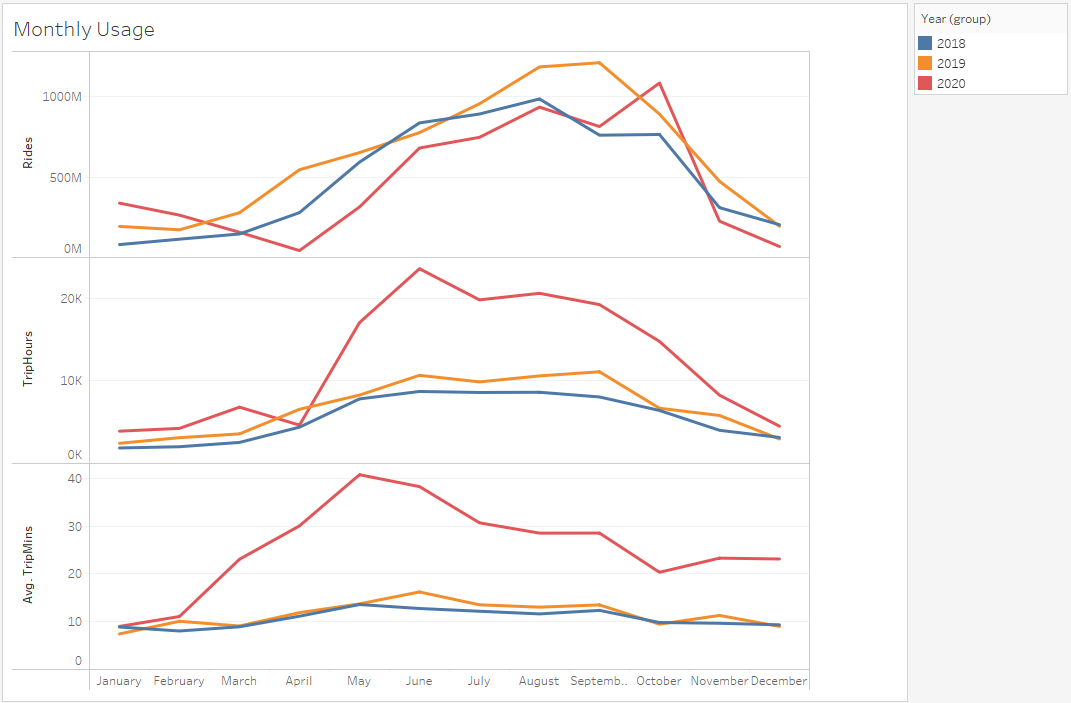 Monthly Usage
Year (group)
2018
2019
2020
Rides
1000M
500M
0M
TripHours
20K
10K
0K
Avg. TripMins
40
30
20
10
0
January February March April May June July August Septemb.. October November December